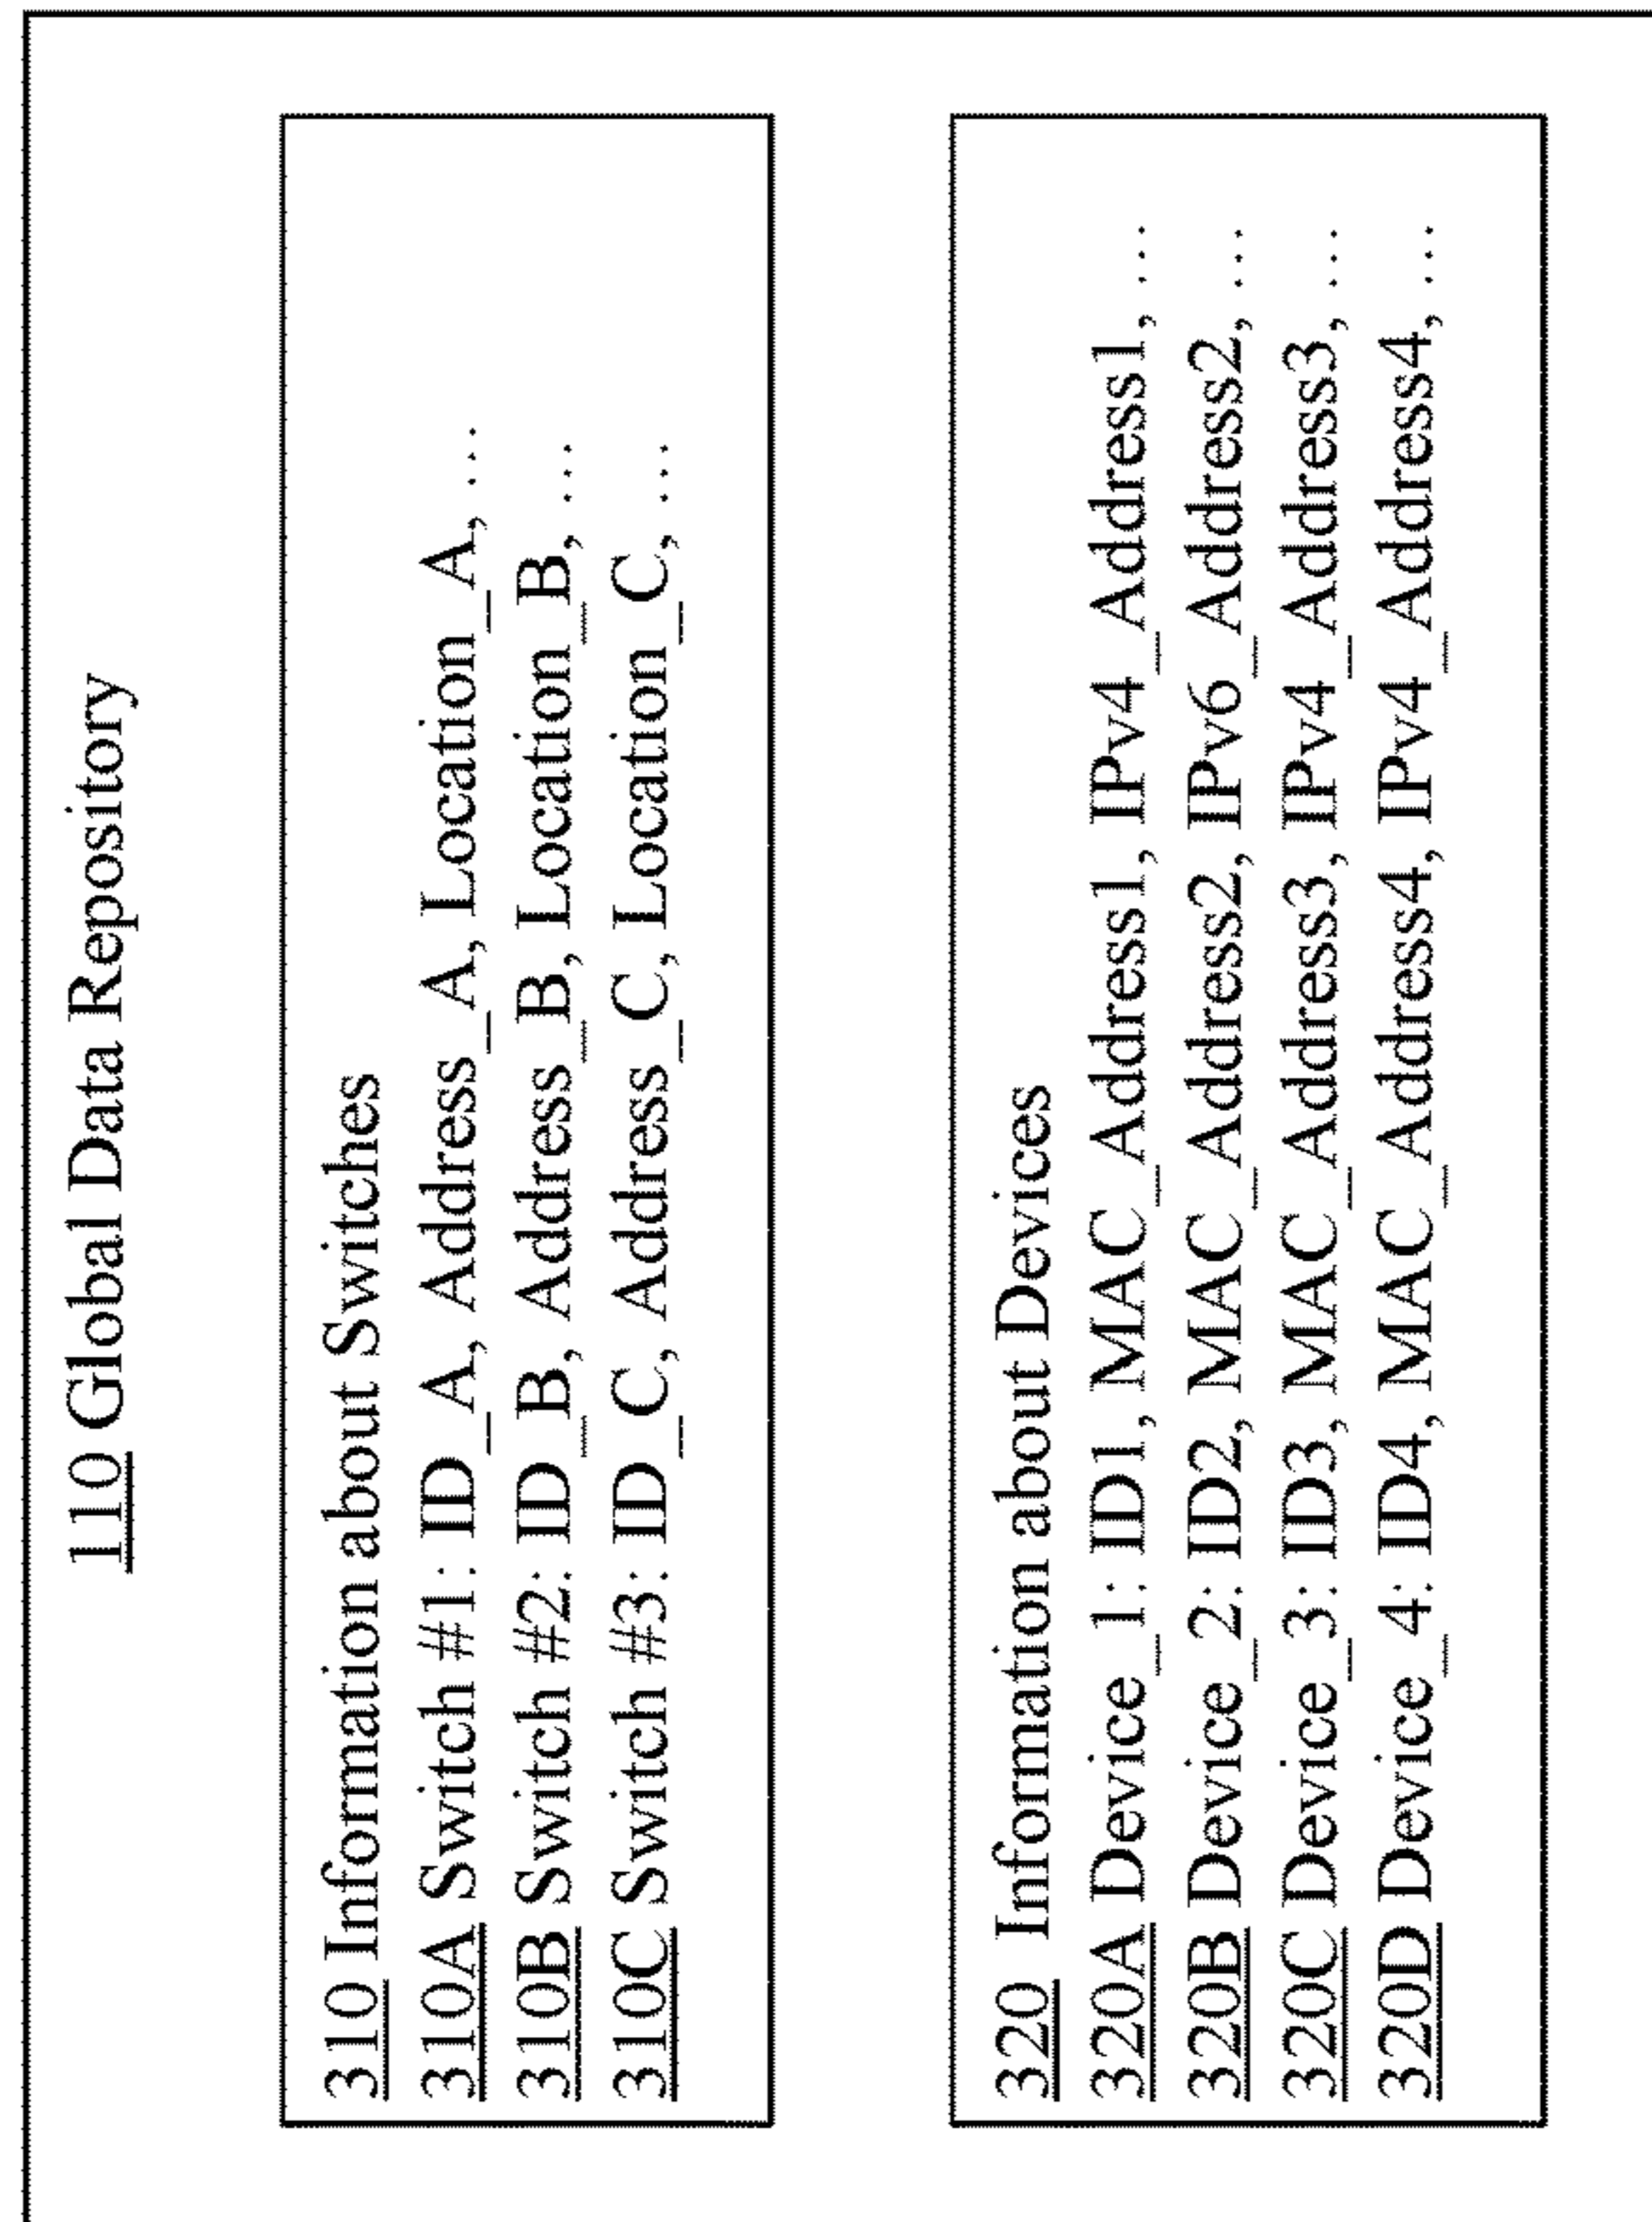 110 Global Data Repository
310 Information about Switches
310A Switch #1: ID_A, Address_A, Location_A, ...
310B Switch #2: ID_B, Address_B, Location_B, ...
310C Switch #3: ID_C, Address_C, Location_C, ...
320 Information about Devices
320A Device_1: ID1, MAC_Address1, IPv4_Address1, ...
320B Device_2: ID2, MAC_Address2, IPv6_Address2, ...
320C Device_3: ID3, MAC_Address3, IPv4_Address3, ...
320D Device_4: ID4, MAC_Address4, IPv4_Address4, ...